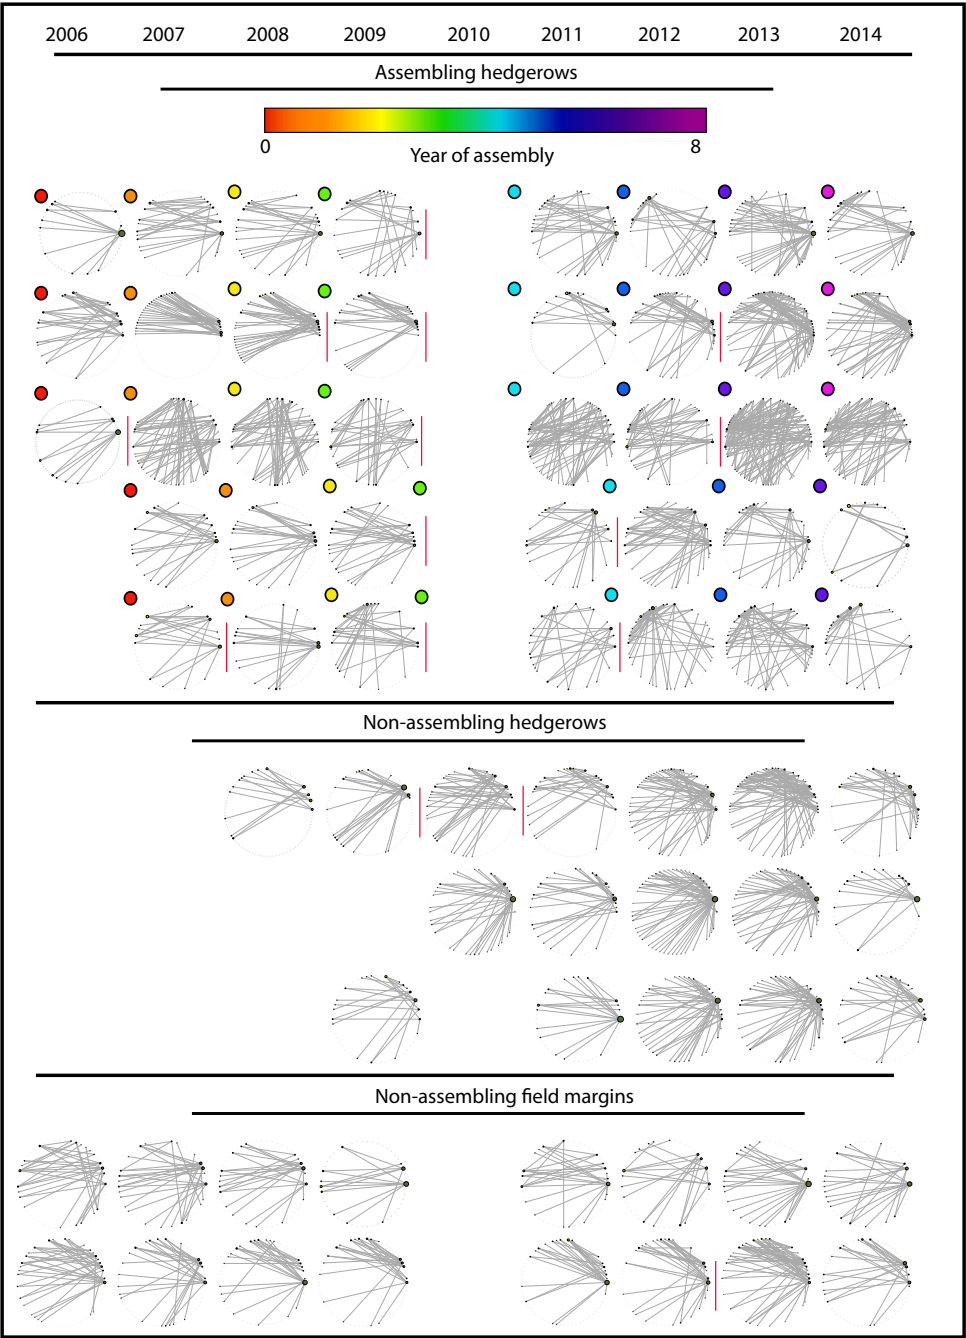 2006 2007 2008 2009 2010 2011 2012 2013 2014
Assembling hedgerows
0 Year of assembly 8
Non-assembling hedgerows
Non-assembling field margins